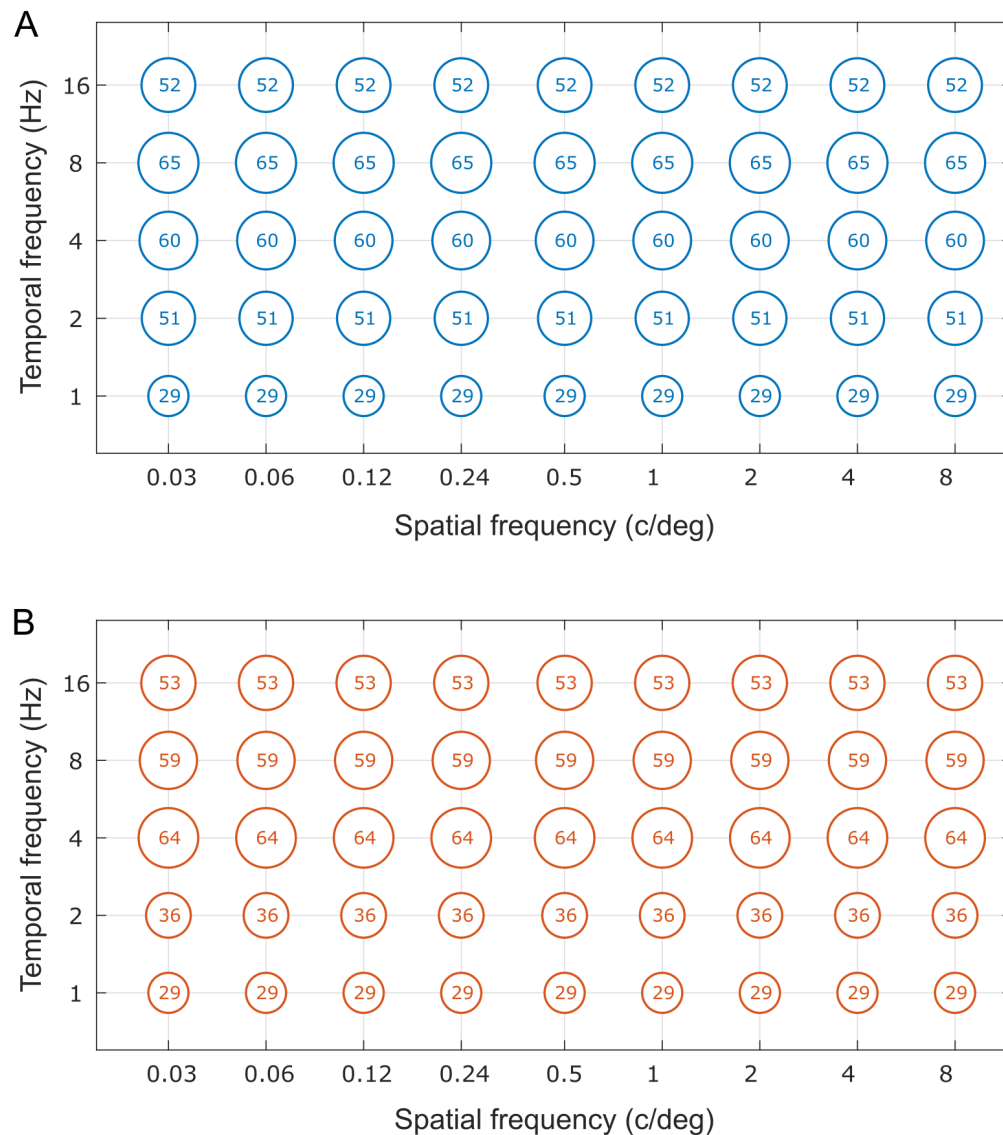 A
Temporal frequency (Hz)
16 52 52 52 52 52 52 52 52 52
8 65 65 65 65 65 65 65 65 65
4 60 60 60 60 60 60 60 60 60
2 51 51 51 51 51 51 51 51 51
1 29 29 29 29 29 29 29 29 29
0.03 0.06 0.12 0.24 0.5 1 2 4 8
Spatial frequency (c/deg)
B
Temporal frequency (Hz)
16 53 53 53 53 53 53 53 53 53
8 59 59 59 59 59 59 59 59 59
4 64 64 64 64 64 64 64 64 64
2 36 36 36 36 36 36 36 36 36
1 29 29 29 29 29 29 29 29 29
0.03 0.06 0.12 0.24 0.5 1 2 4 8
Spatial frequency (c/deg)